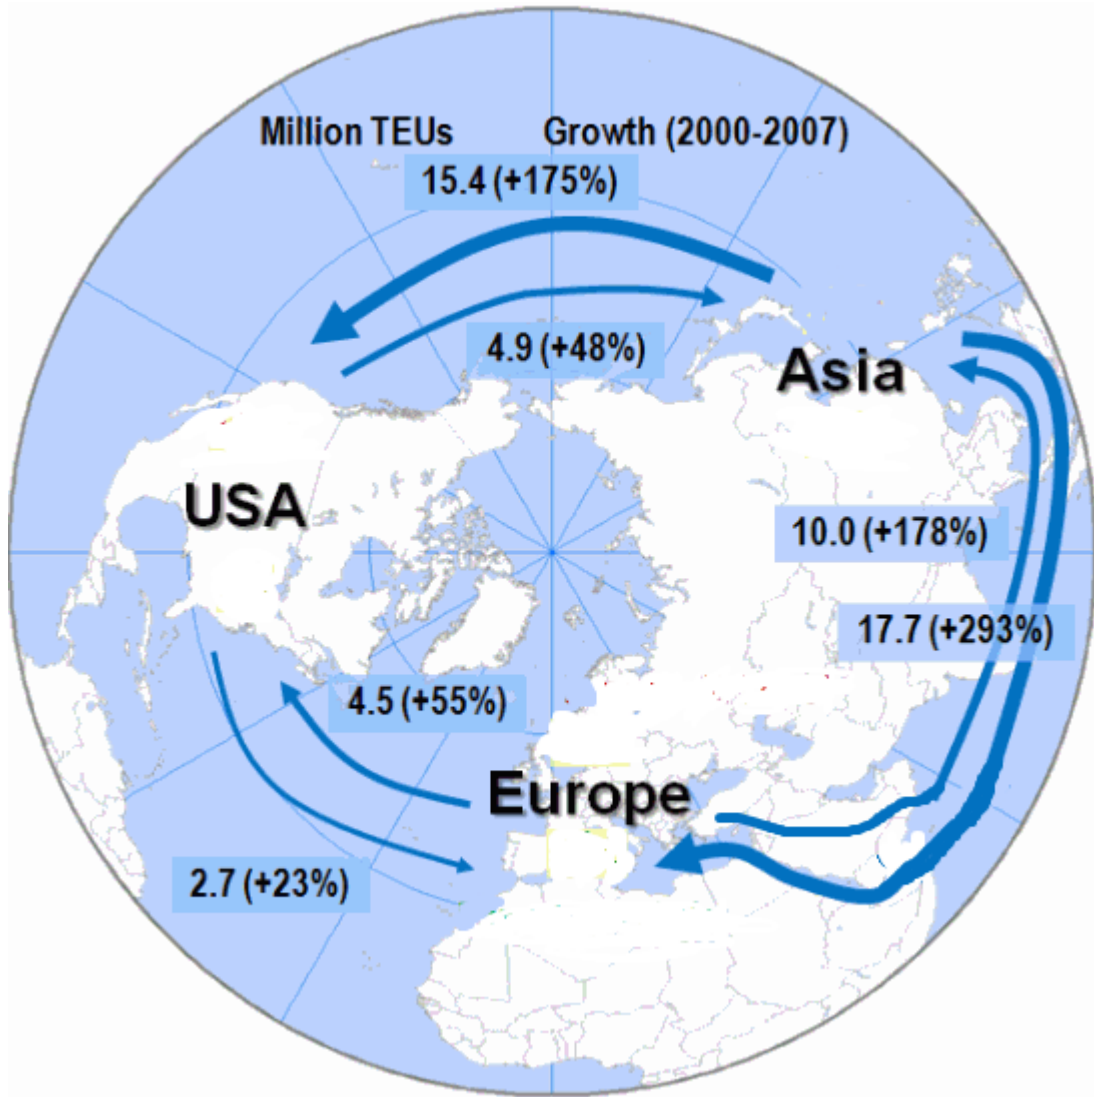 Million TEUs Growth (2000-2007)
15.4 (+175%)
4.9 (+48%)
Asia
USA
10.0 (+178%)
17.7 (+293%)
4.5 (+55%)
Europe
2.7 (+23%)